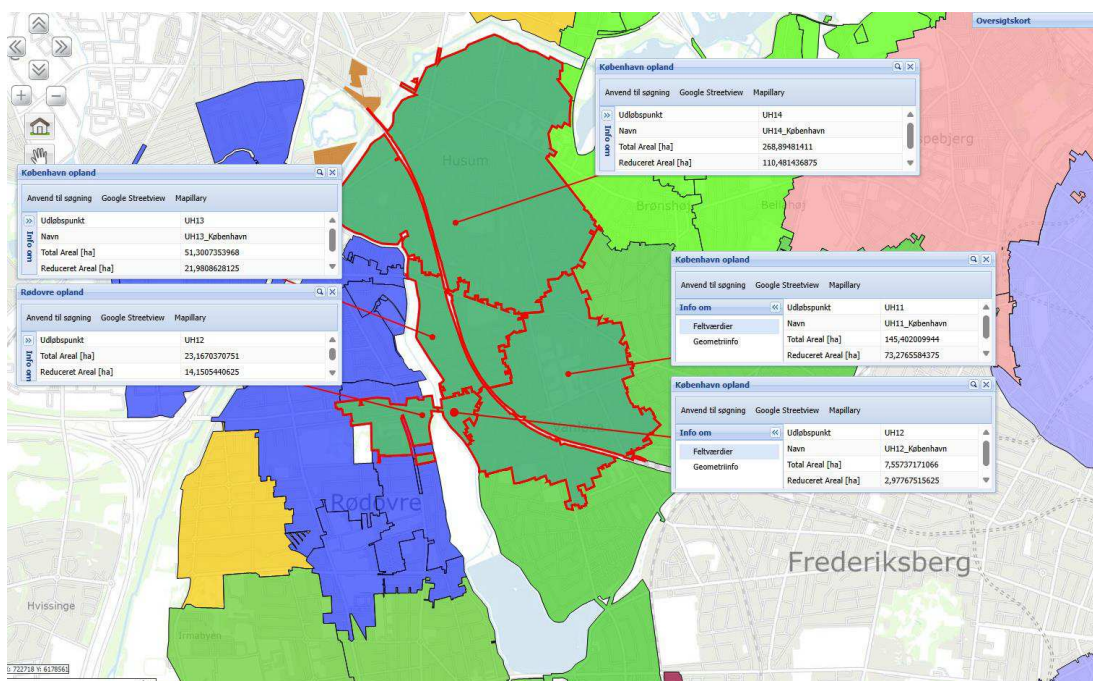 Oversigtskort
København opland
Anvend til søgning Google Streetview Mapillary
Info om
Udløbspunkt UH14
Navn UH14_København
Total Areal [ha] 268,89481411
Reduceret Areal [ha] 110,481436875
Husum
Brønshøj
København opland
Anvend til søgning Google Streetview Mapillary
Info om
Udløbspunkt UH13
Navn UH13_København
Total Areal [ha] 51,3007353968
Reduceret Areal [ha] 21,9808628125
Rødovre opland
Anvend til søgning Google Streetview Mapillary
Info om
Udløbspunkt UH12
Total Areal [ha] 23,1670370751
Reduceret Areal [ha] 14,1505440625
København opland
Anvend til søgning Google Streetview Mapillary
Info om
Feltværdier
Geometriinfo
Udløbspunkt UH11
Navn UH11_København
Total Areal [ha] 145,402009944
Reduceret Areal [ha] 73,2765584375
København opland
Anvend til søgning Google Streetview Mapillary
Info om
Feltværdier
Geometriinfo
Udløbspunkt UH12
Navn UH12_København
Total Areal [ha] 7,55737171066
Reduceret Areal [ha] 2,97767515625
Rødovre
Frederiksberg
Hvissinge
Irmabyen
722718 Y: 6178561